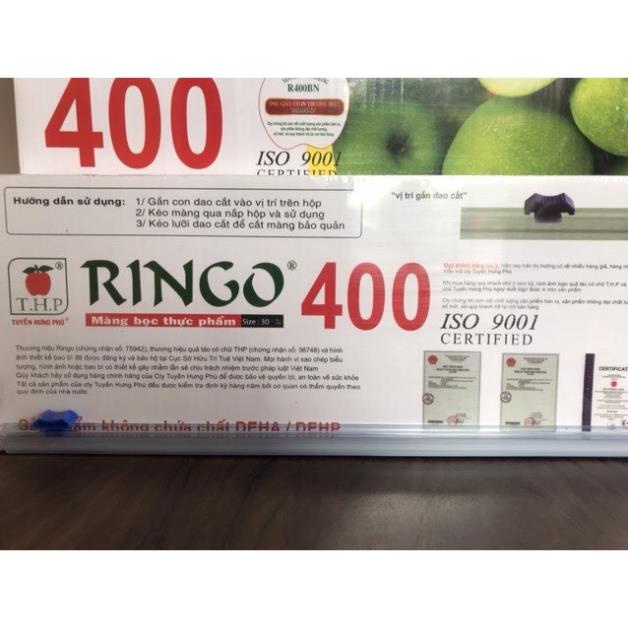 400
R400BN
ISO 9001
CERTIFIED
Hướng dẫn sử dụng: 1/ Gắn con dao cắt vào vị trí trên hộp
2/ Kéo màng qua nắp hộp và sử dụng
3/ Kéo lưỡi dao cắt để cắt màng bảo quản
"vị trí gắn dao cắt"
T.H.P ®
TUYẾN HƯNG PHÚ
RINGO® 400
Màng bọc thực phẩm Size: 30
ISO 9001
CERTIFIED
Thương hiệu Ringo (chứng nhận số: 75942), thương hiệu quả táo có chữ THP (chứng nhận số: 56748) và hình
ảnh thiết kế bao bì đã được đăng ký và bảo hộ tại Cục Sở Hữu Trí Tuệ Việt Nam. Mọi hành vi sao chép biểu
tượng, hình ảnh hoặc bao bì có thiết kế gây nhầm lẫn sẽ chịu trách nhiệm trước pháp luật Việt Nam
Qúy khách hãy sử dụng hàng chính hãng của Cty Tuyến Hưng Phú để được bảo vệ quyền lợi, an toàn về sức khỏe
Tất cả sản phẩm của cty Tuyến Hưng Phú đều được kiểm tra định kỳ hàng năm bởi cơ quan có thẩm quyền theo
quy định của nhà nước.
CERTIFICAT
không chứa chất DEHA / DEHP